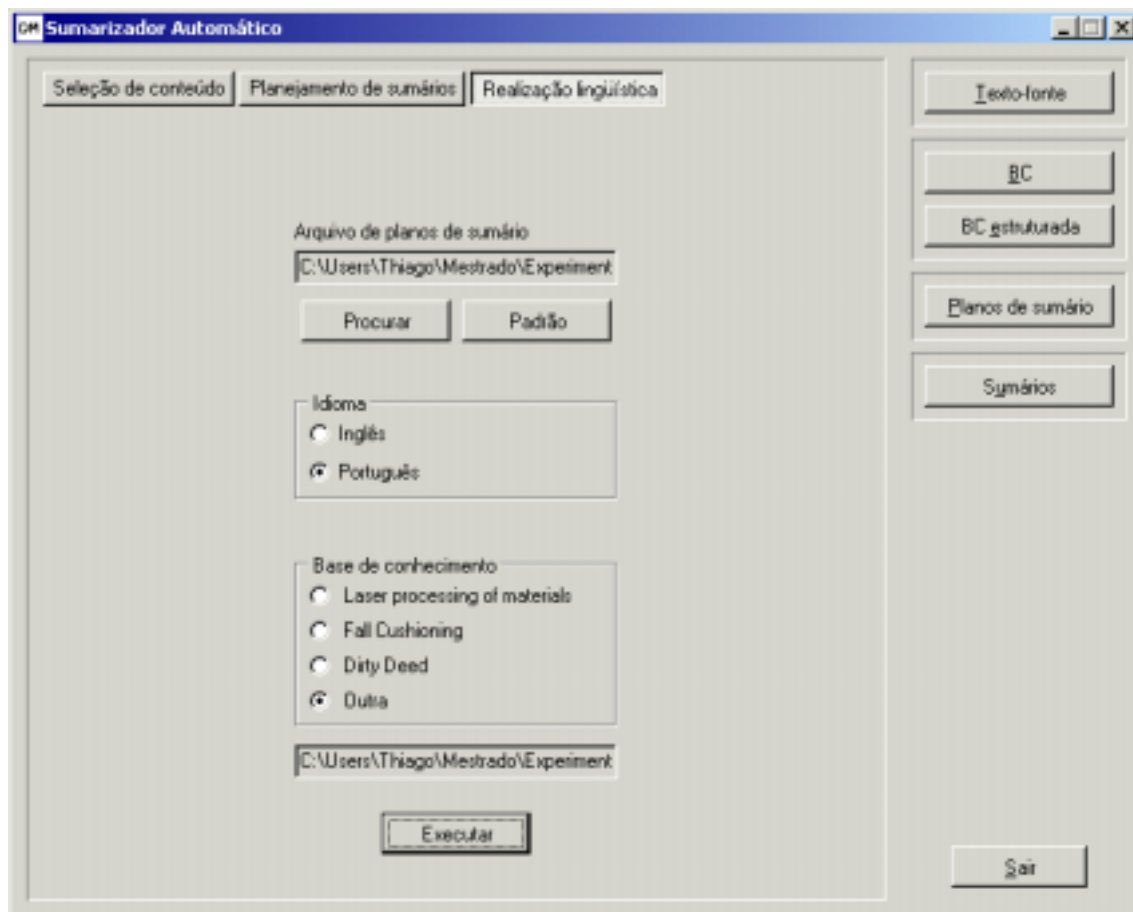 DM Sumarizador Automático
Seleção de conteúdo Planejamento de sumários Realização lingüística
Arquivo de planos de sumário
C:\Users\Thiago\Mestrado\Experiment
Procurar Padrão
Idioma
Inglês
Português
Base de conhecimento
Laser processing of materials
Fall Cushioning
Dirty Deed
Outra
C:\Users\Thiago\Mestrado\Experiment
Executar
Texto-fonte
BC
BC estruturada
Planos de sumário
Sumários
Sair